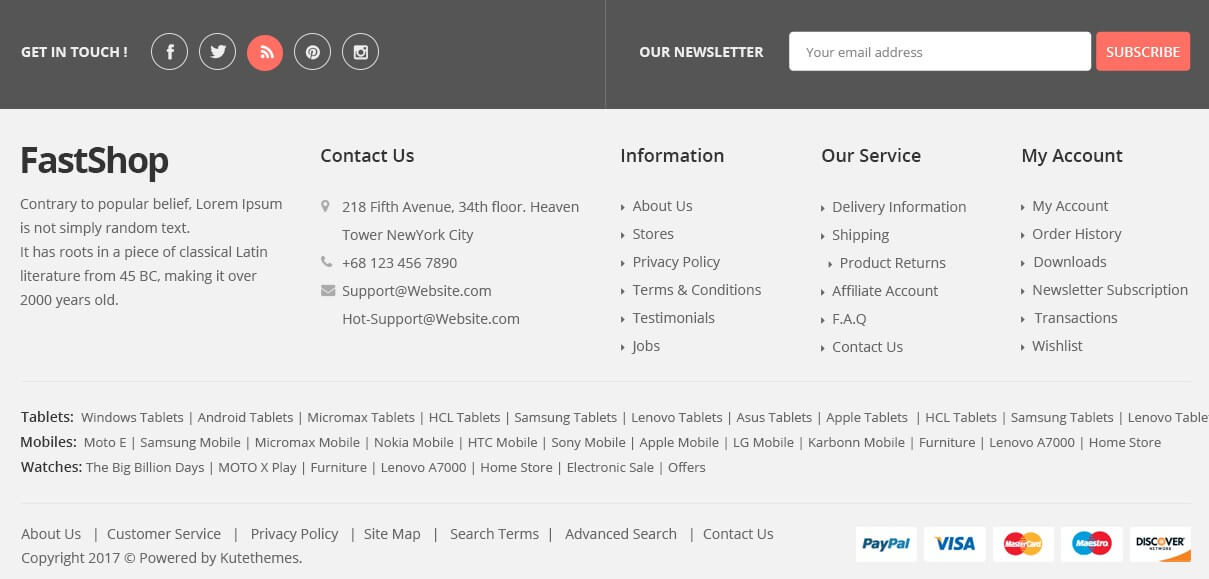 GET IN TOUCH !
OUR NEWSLETTER
Your email address
SUBSCRIBE
FastShop
Contrary to popular belief, Lorem Ipsum
is not simply random text.
It has roots in a piece of classical Latin
literature from 45 BC, making it over
2000 years old.
Contact Us
218 Fifth Avenue, 34th floor. Heaven
Tower NewYork City
+68 123 456 7890
Support@Website.com
Hot-Support@Website.com
Information
About Us
Stores
Privacy Policy
Terms & Conditions
Testimonials
Jobs
Our Service
Delivery Information
Shipping
Product Returns
Affiliate Account
F.A.Q
Contact Us
My Account
My Account
Order History
Downloads
Newsletter Subscription
Transactions
Wishlist
Tablets: Windows Tablets | Android Tablets | Micromax Tablets | HCL Tablets | Samsung Tablets | Lenovo Tablets | Asus Tablets | Apple Tablets | HCL Tablets | Samsung Tablets | Lenovo Table
Mobiles: Moto E | Samsung Mobile | Micromax Mobile | Nokia Mobile | HTC Mobile | Sony Mobile | Apple Mobile | LG Mobile | Karbonn Mobile | Furniture | Lenovo A7000 | Home Store
Watches: The Big Billion Days | MOTO X Play | Furniture | Lenovo A7000 | Home Store | Electronic Sale | Offers
About Us | Customer Service | Privacy Policy | Site Map | Search Terms | Advanced Search | Contact Us
Copyright 2017 © Powered by Kutethemes.
PayPal
VISA
MasterCard
Maestro
DISCOVER
NETWORK